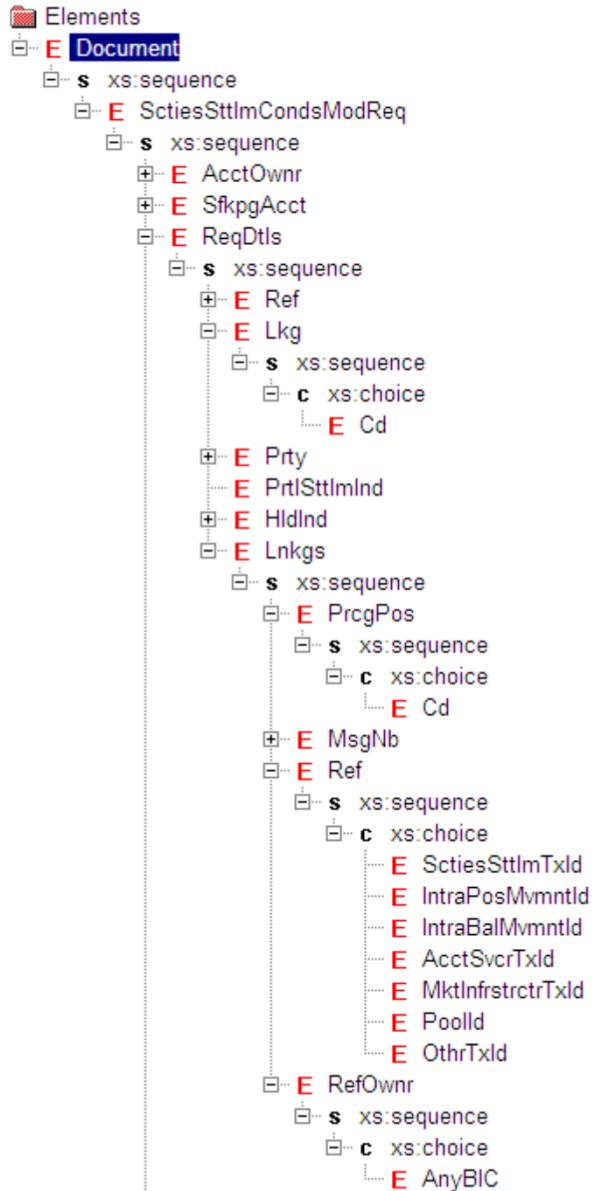 Elements
E Document
s xs:sequence
E SctiesSttlmCondsModReq
s xs:sequence
E AcctOwnr
E SfkpgAcct
E ReqDtls
s xs:sequence
E Ref
E Lkg
s xs:sequence
c xs:choice
E Cd
E Prty
E PrtlSttlmInd
E HldInd
E Lnkgs
s xs:sequence
E PrcgPos
s xs:sequence
c xs:choice
E Cd
E MsgNb
E Ref
s xs:sequence
c xs:choice
E SctiesSttlmTxId
E IntraPosMvmntId
E IntraBalMvmntId
E AcctSvcrTxId
E MktInfrstrctrTxId
E PoolId
E OthrTxId
E RefOwnr
s xs:sequence
c xs:choice
E AnyBIC